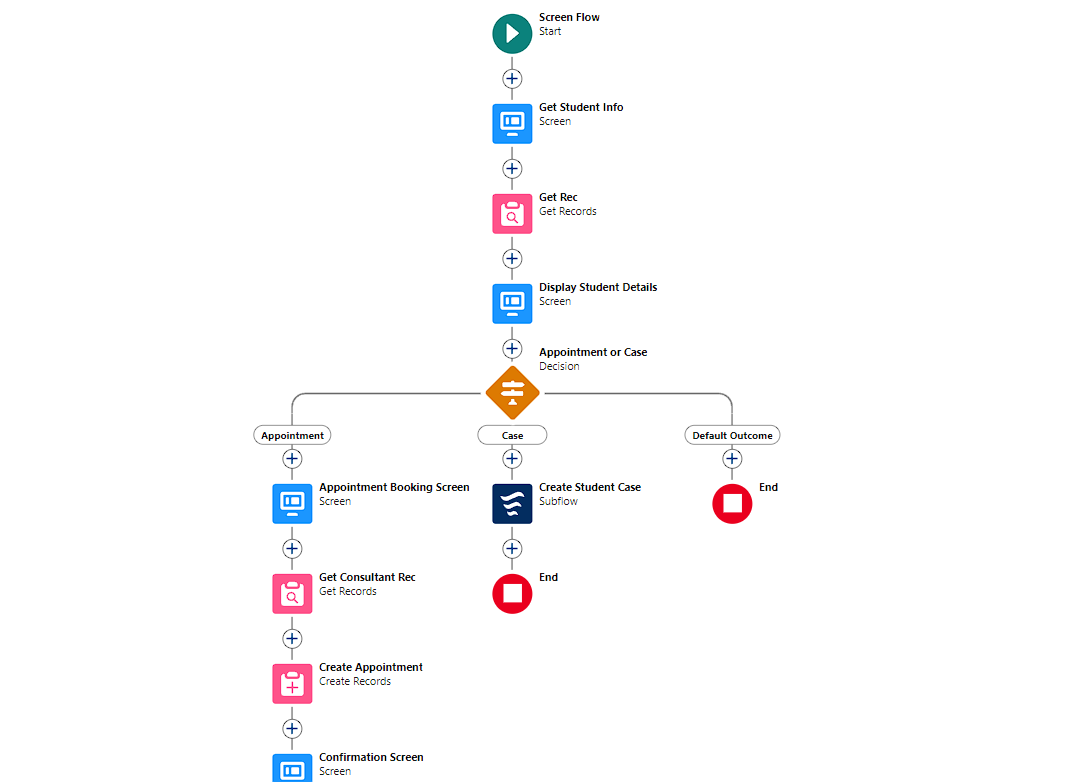 Screen Flow
Start
Get Student Info
Screen
Get Rec
Get Records
Display Student Details
Screen
Appointment or Case
Decision
Appointment
Case
Default Outcome
Appointment Booking Screen
Screen
Create Student Case
Subflow
End
Get Consultant Rec
Get Records
End
Create Appointment
Create Records
Confirmation Screen
Screen